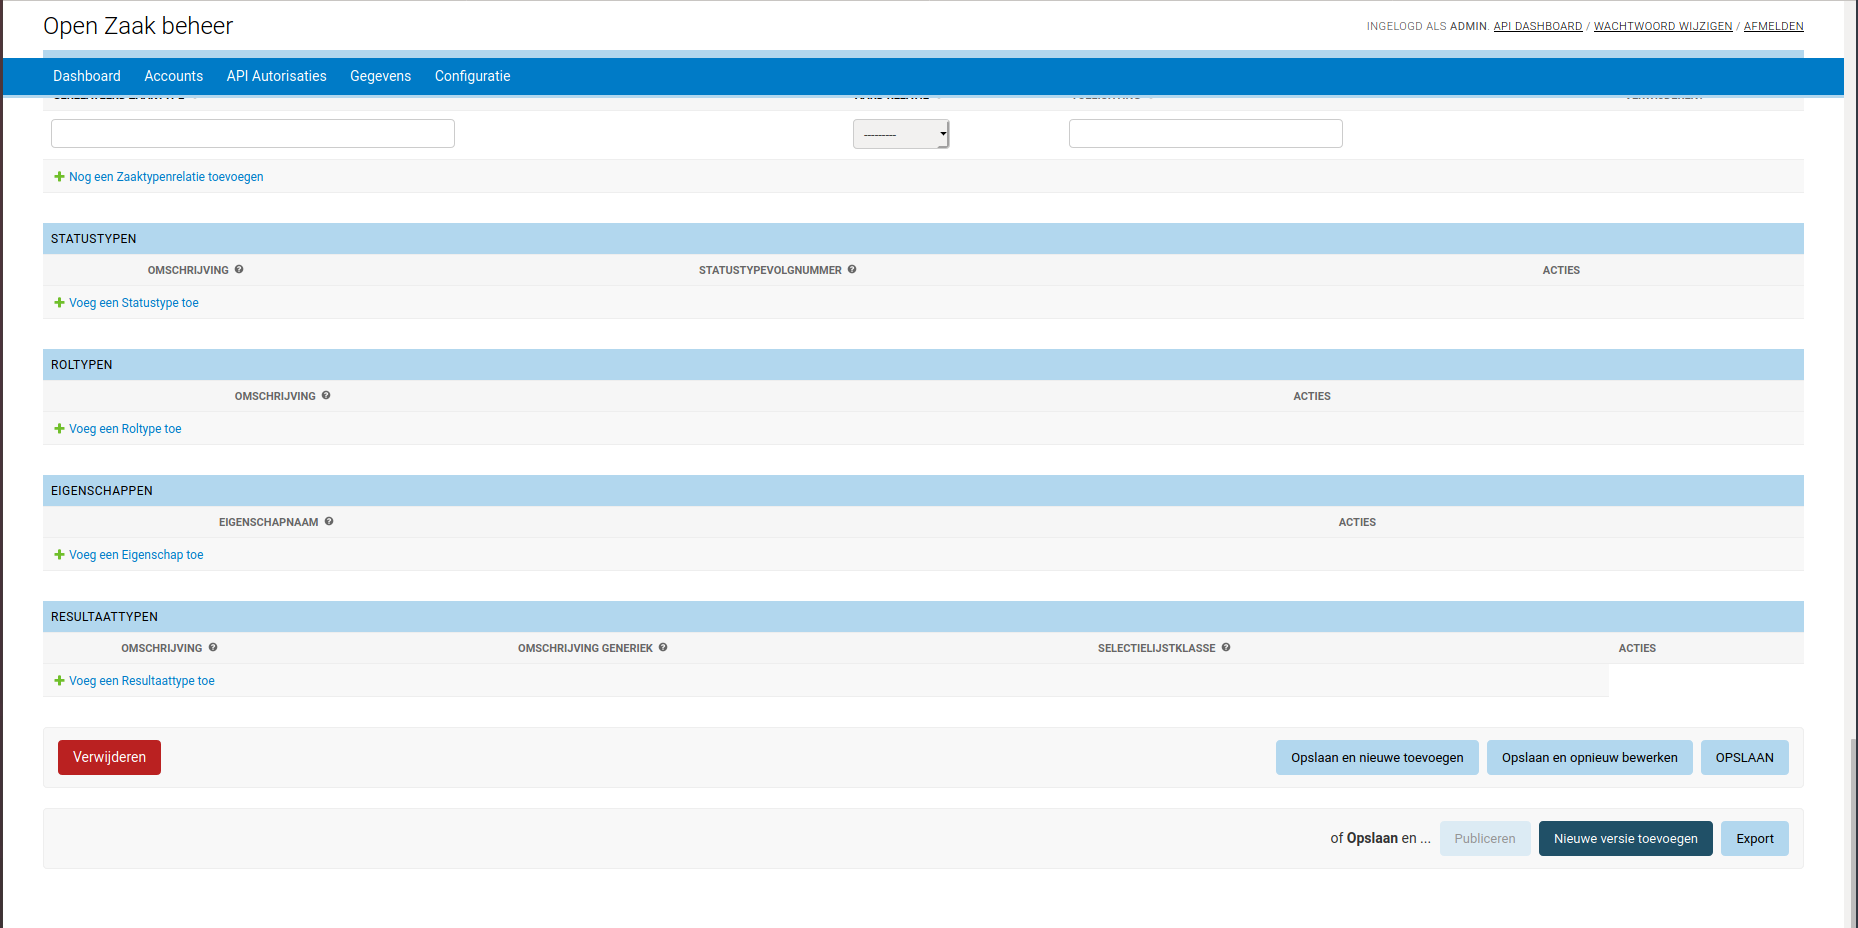 Open Zaak beheer
INGELOGD ALS ADMIN. API DASHBOARD / WACHTWOORD WIJZIGEN / AFMELDEN
Dashboard Accounts API Autorisaties Gegevens Configuratie
---------
Nog een Zaaktypenrelatie toevoegen
STATUSTYPEN
OMSCHRIJVING STATUSTYPEVOLGNUMMER ACTIES
Voeg een Statustype toe
ROLTYPEN
OMSCHRIJVING ACTIES
Voeg een Roltype toe
EIGENSCHAPPEN
EIGENSCHAPNAAM ACTIES
Voeg een Eigenschap toe
RESULTAATTYPEN
OMSCHRIJVING OMSCHRIJVING GENERIEK SELECTIELIJSTKLASSE ACTIES
Voeg een Resultaattype toe
Verwijderen Opslaan en nieuwe toevoegen Opslaan en opnieuw bewerken OPSLAAN
of Opslaan en ... Publiceren Nieuwe versie toevoegen Export